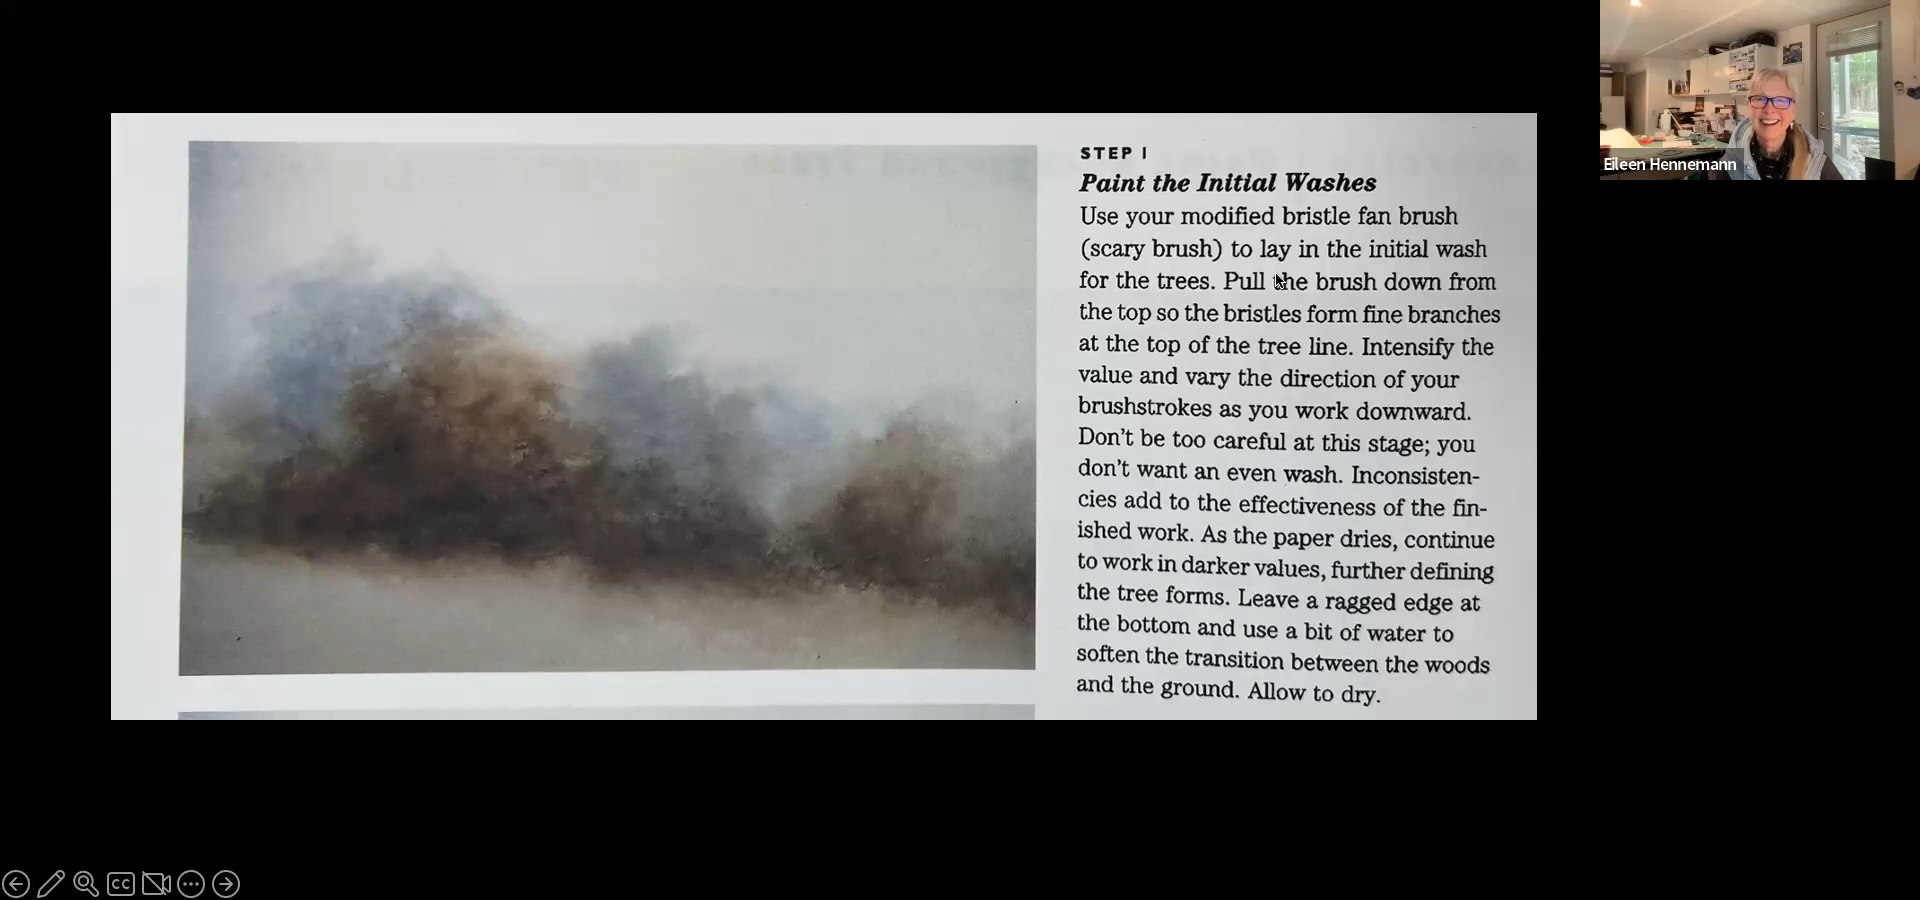 STEP 1
Paint the Initial Washes
Use your modified bristle fan brush
(scary brush) to lay in the initial wash
for the trees. Pull the brush down from
the top so the bristles form fine branches
at the top of the tree line. Intensify the
value and vary the direction of your
brushstrokes as you work downward.
Don't be too careful at this stage; you
don't want an even wash. Inconsisten-
cies add to the effectiveness of the fin-
ished work. As the paper dries, continue
to work in darker values, further defining
the tree forms. Leave a ragged edge at
the bottom and use a bit of water to
soften the transition between the woods
and the ground. Allow to dry.
Eileen Hennemann
CC